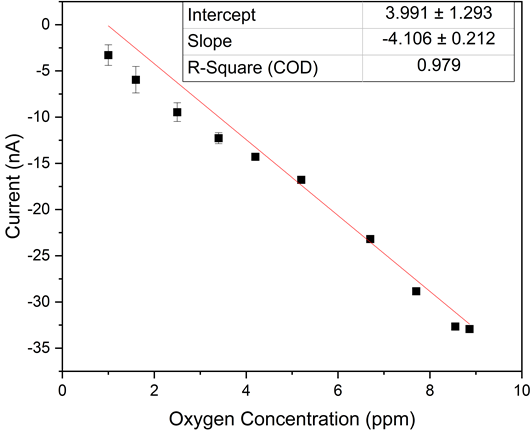 Intercept 3.991 ± 1.293
Slope -4.106 ± 0.212
R-Square (COD) 0.979
0
-5
-10
-15
-20
-25
-30
-35
Current (nA)
0 2 4 6 8 10
Oxygen Concentration (ppm)